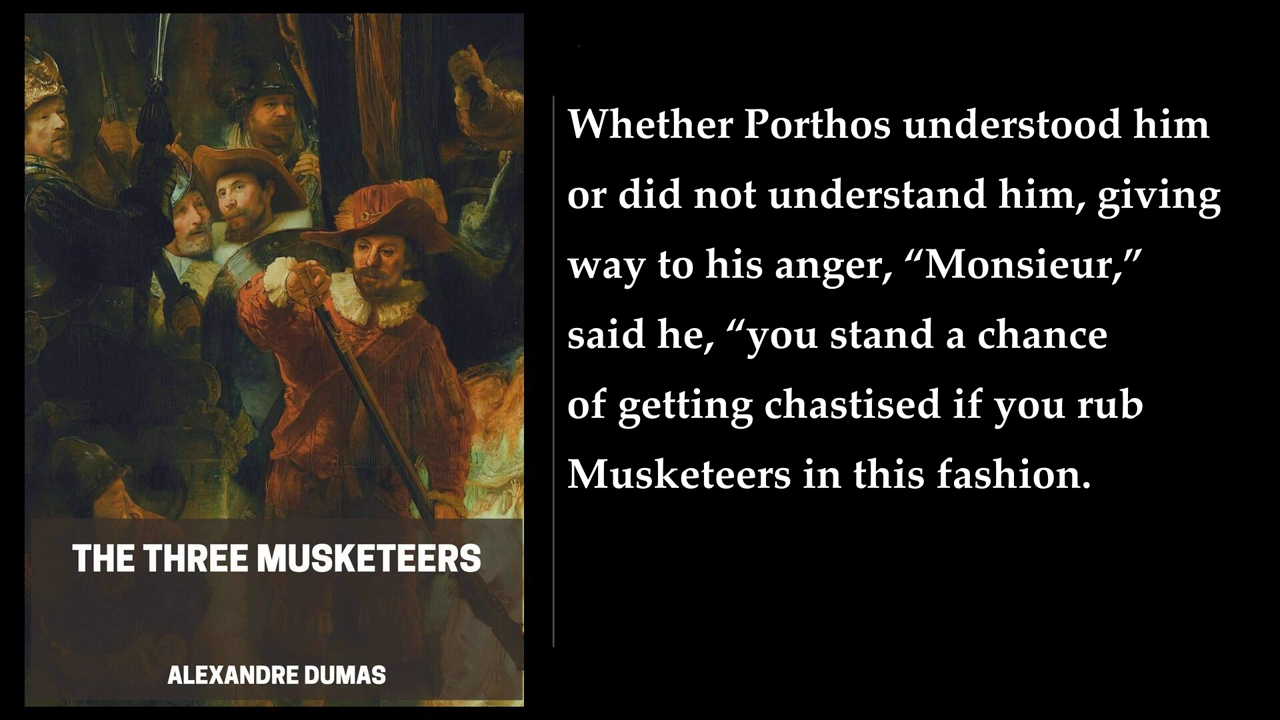 THE THREE MUSKETEERS
ALEXANDRE DUMAS
Whether Porthos understood him
or did not understand him, giving
way to his anger, “Monsieur,”
said he, “you stand a chance
of getting chastised if you rub
Musketeers in this fashion.